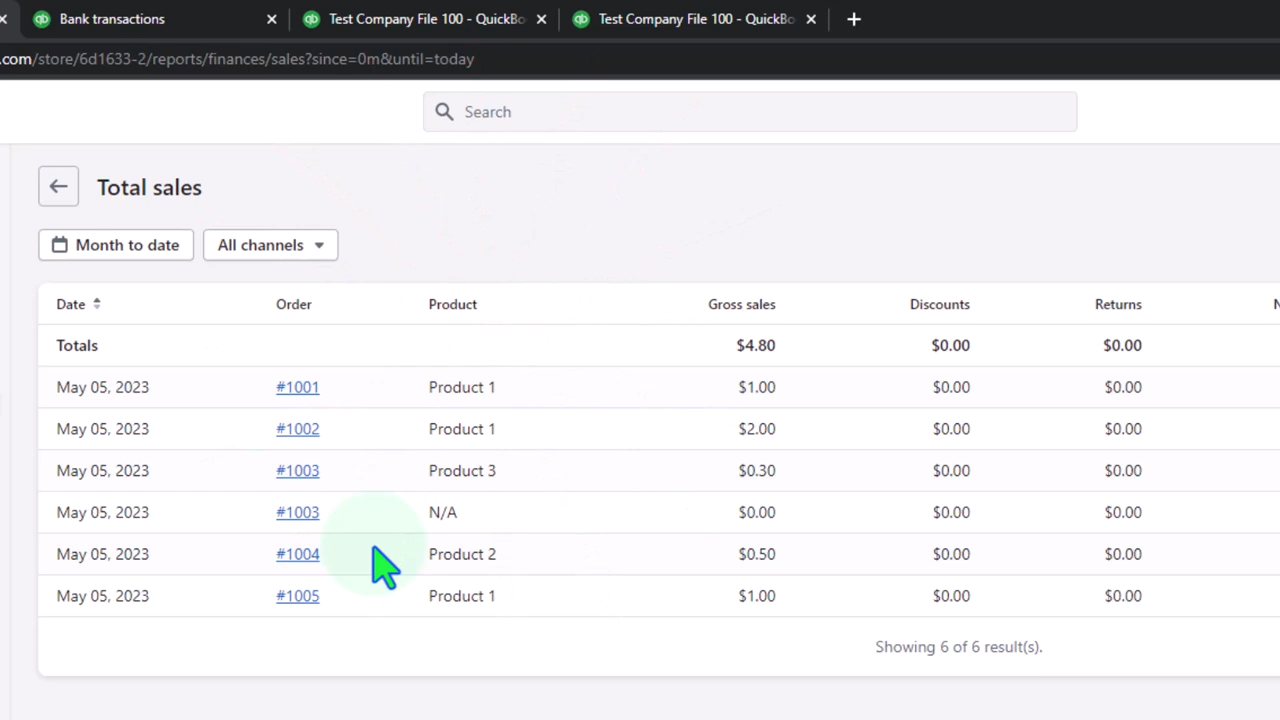 Bank transactions Test Company File 100 - QuickBo Test Company File 100 - QuickBo
.com/store/6d1633-2/reports/finances/sales?since=0m&until=today
Search
Total sales
Month to date All channels
Date Order Product Gross sales Discounts Returns N
Totals $4.80 $0.00 $0.00
May 05, 2023 #1001 Product 1 $1.00 $0.00 $0.00
May 05, 2023 #1002 Product 1 $2.00 $0.00 $0.00
May 05, 2023 #1003 Product 3 $0.30 $0.00 $0.00
May 05, 2023 #1003 N/A $0.00 $0.00 $0.00
May 05, 2023 #1004 Product 2 $0.50 $0.00 $0.00
May 05, 2023 #1005 Product 1 $1.00 $0.00 $0.00
Showing 6 of 6 result(s).